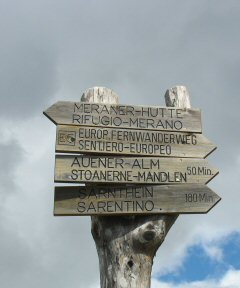 MERANER-HÜTTE
RIFUGIO-MERANO
EUROP.FERNWANDERWEG
SENTIERO-EUROPEO
AUENER-ALM
STOANERNE-MANDLEN 50 Min.
SARNTHEIN
SARENTINO 180 Min.